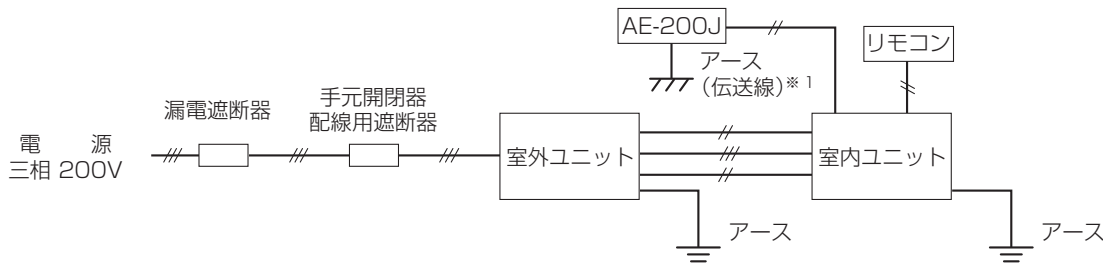 AE-200J
リモコン
アース
(伝送線)※1
漏電遮断器
手元開閉器
配線用遮断器
電　源
三相 200V
室外ユニット
室内ユニット
アース
アース